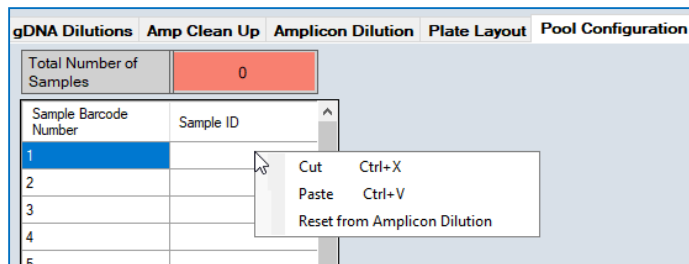 gDNA Dilutions Amp Clean Up Amplicon Dilution Plate Layout Pool Configuration
Total Number of
Samples
0
Sample Barcode
Number
Sample ID
1
2
3
4
5
Cut Ctrl+X
Paste Ctrl+V
Reset from Amplicon Dilution